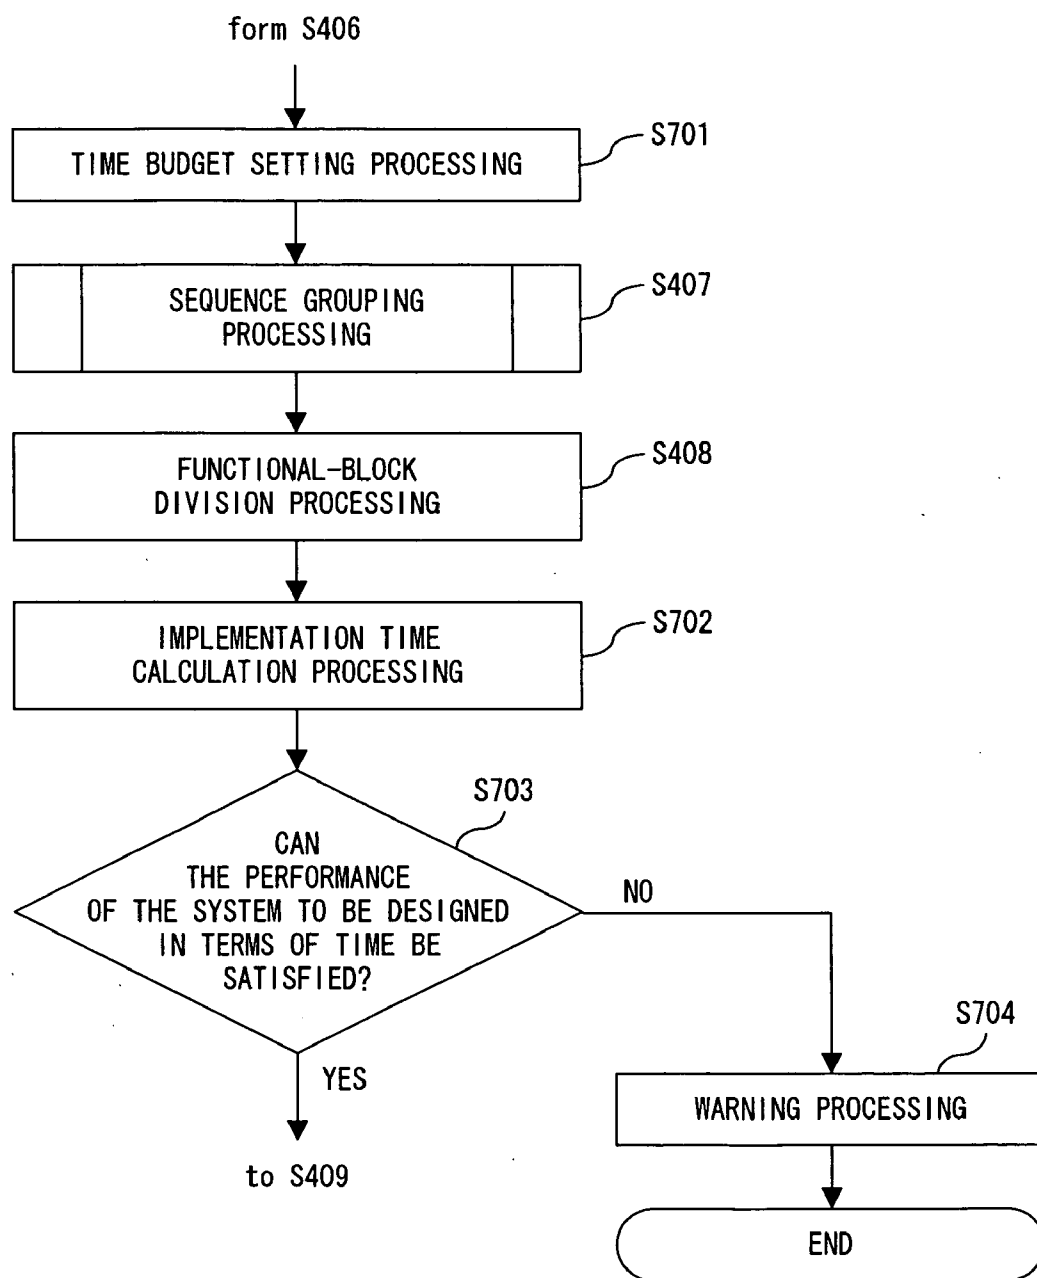 form S406
S701
TIME BUDGET SETTING PROCESSING
S407
SEQUENCE GROUPING
PROCESSING
S408
FUNCTIONAL-BLOCK
DIVISION PROCESSING
S702
IMPLEMENTATION TIME
CALCULATION PROCESSING
S703
CAN
THE PERFORMANCE
OF THE SYSTEM TO BE DESIGNED
IN TERMS OF TIME BE
SATISFIED?
NO
YES
to S409
S704
WARNING PROCESSING
END